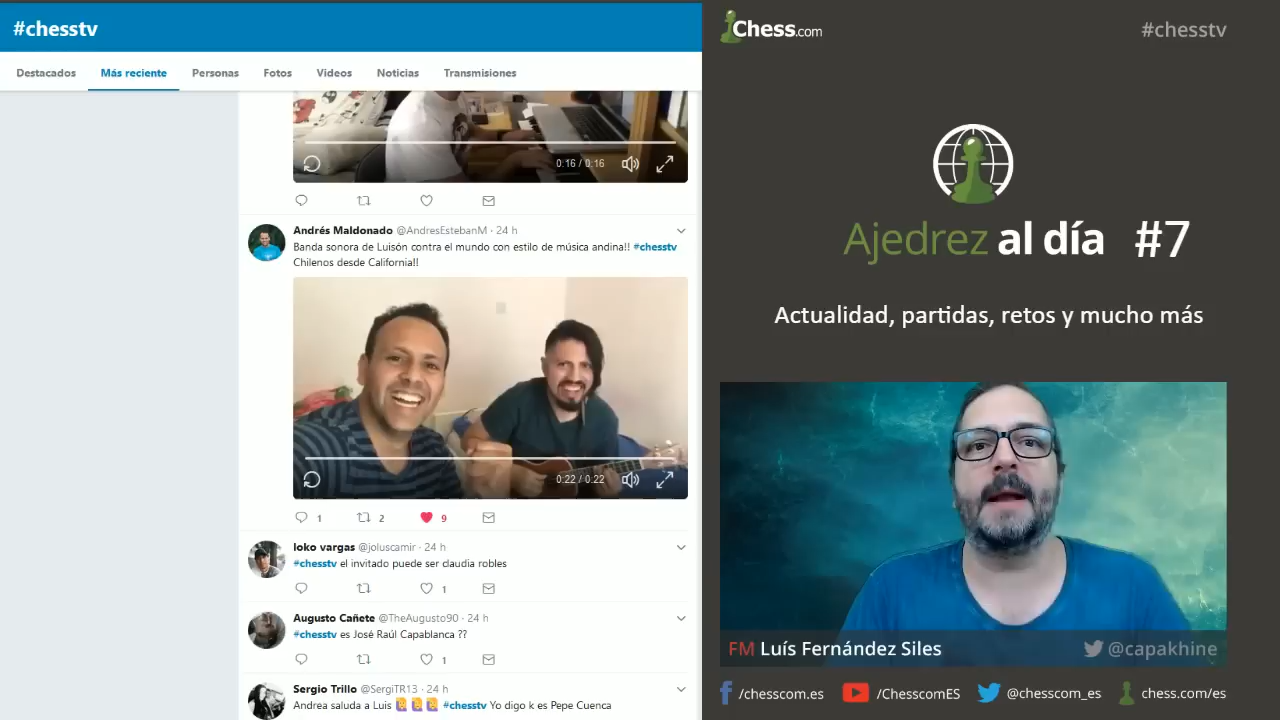 #chesstv
Destacados Más reciente Personas Fotos Videos Noticias Transmisiones
0:16 / 0:16
Andrés Maldonado @AndresEstebanM · 24 h
Banda sonora de Luisón contra el mundo con estilo de música andina!! #chesstv
Chilenos desde California!!
0:22 / 0:22
1 2 9
loko vargas @joluscamir · 24 h
#chesstv el invitado puede ser claudia robles
1
Augusto Cañete @TheAugusto90 · 24 h
#chesstv es José Raúl Capablanca ??
1
Sergio Trillo @SergiTR13 · 24 h
Andrea saluda a Luis 🙋🙋🙋 #chesstv Yo digo k es Pepe Cuenca
Chess.com
#chesstv
Ajedrez al día #7
Actualidad, partidas, retos y mucho más
FM Luís Fernández Siles @capakhine
/chesscom.es /ChesscomES @chesscom_es chess.com/es